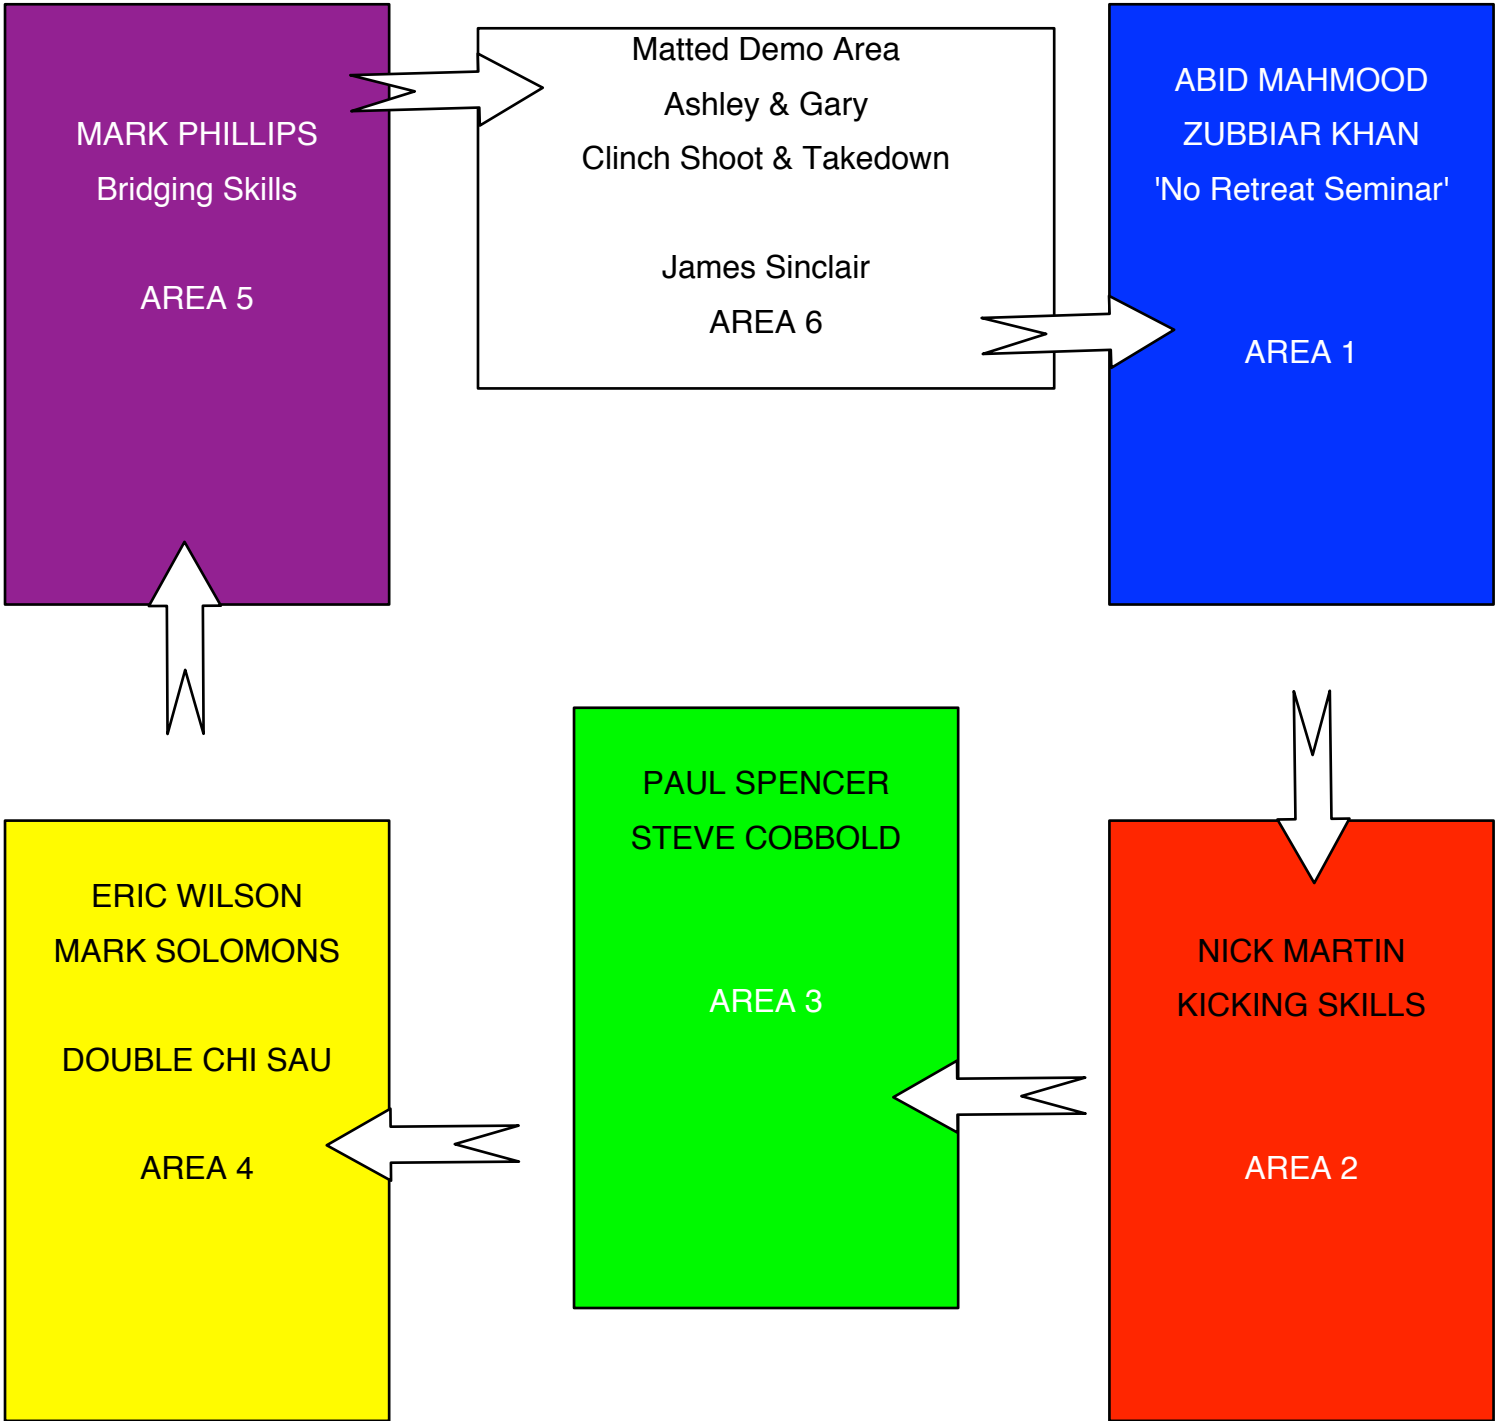 MARK PHILLIPS
Bridging Skills
AREA 5
Matted Demo Area
Ashley & Gary
Clinch Shoot & Takedown
James Sinclair
AREA 6
ABID MAHMOOD
ZUBBIAR KHAN
'No Retreat Seminar'
AREA 1
ERIC WILSON
MARK SOLOMONS
DOUBLE CHI SAU
AREA 4
PAUL SPENCER
STEVE COBBOLD
AREA 3
NICK MARTIN
KICKING SKILLS
AREA 2